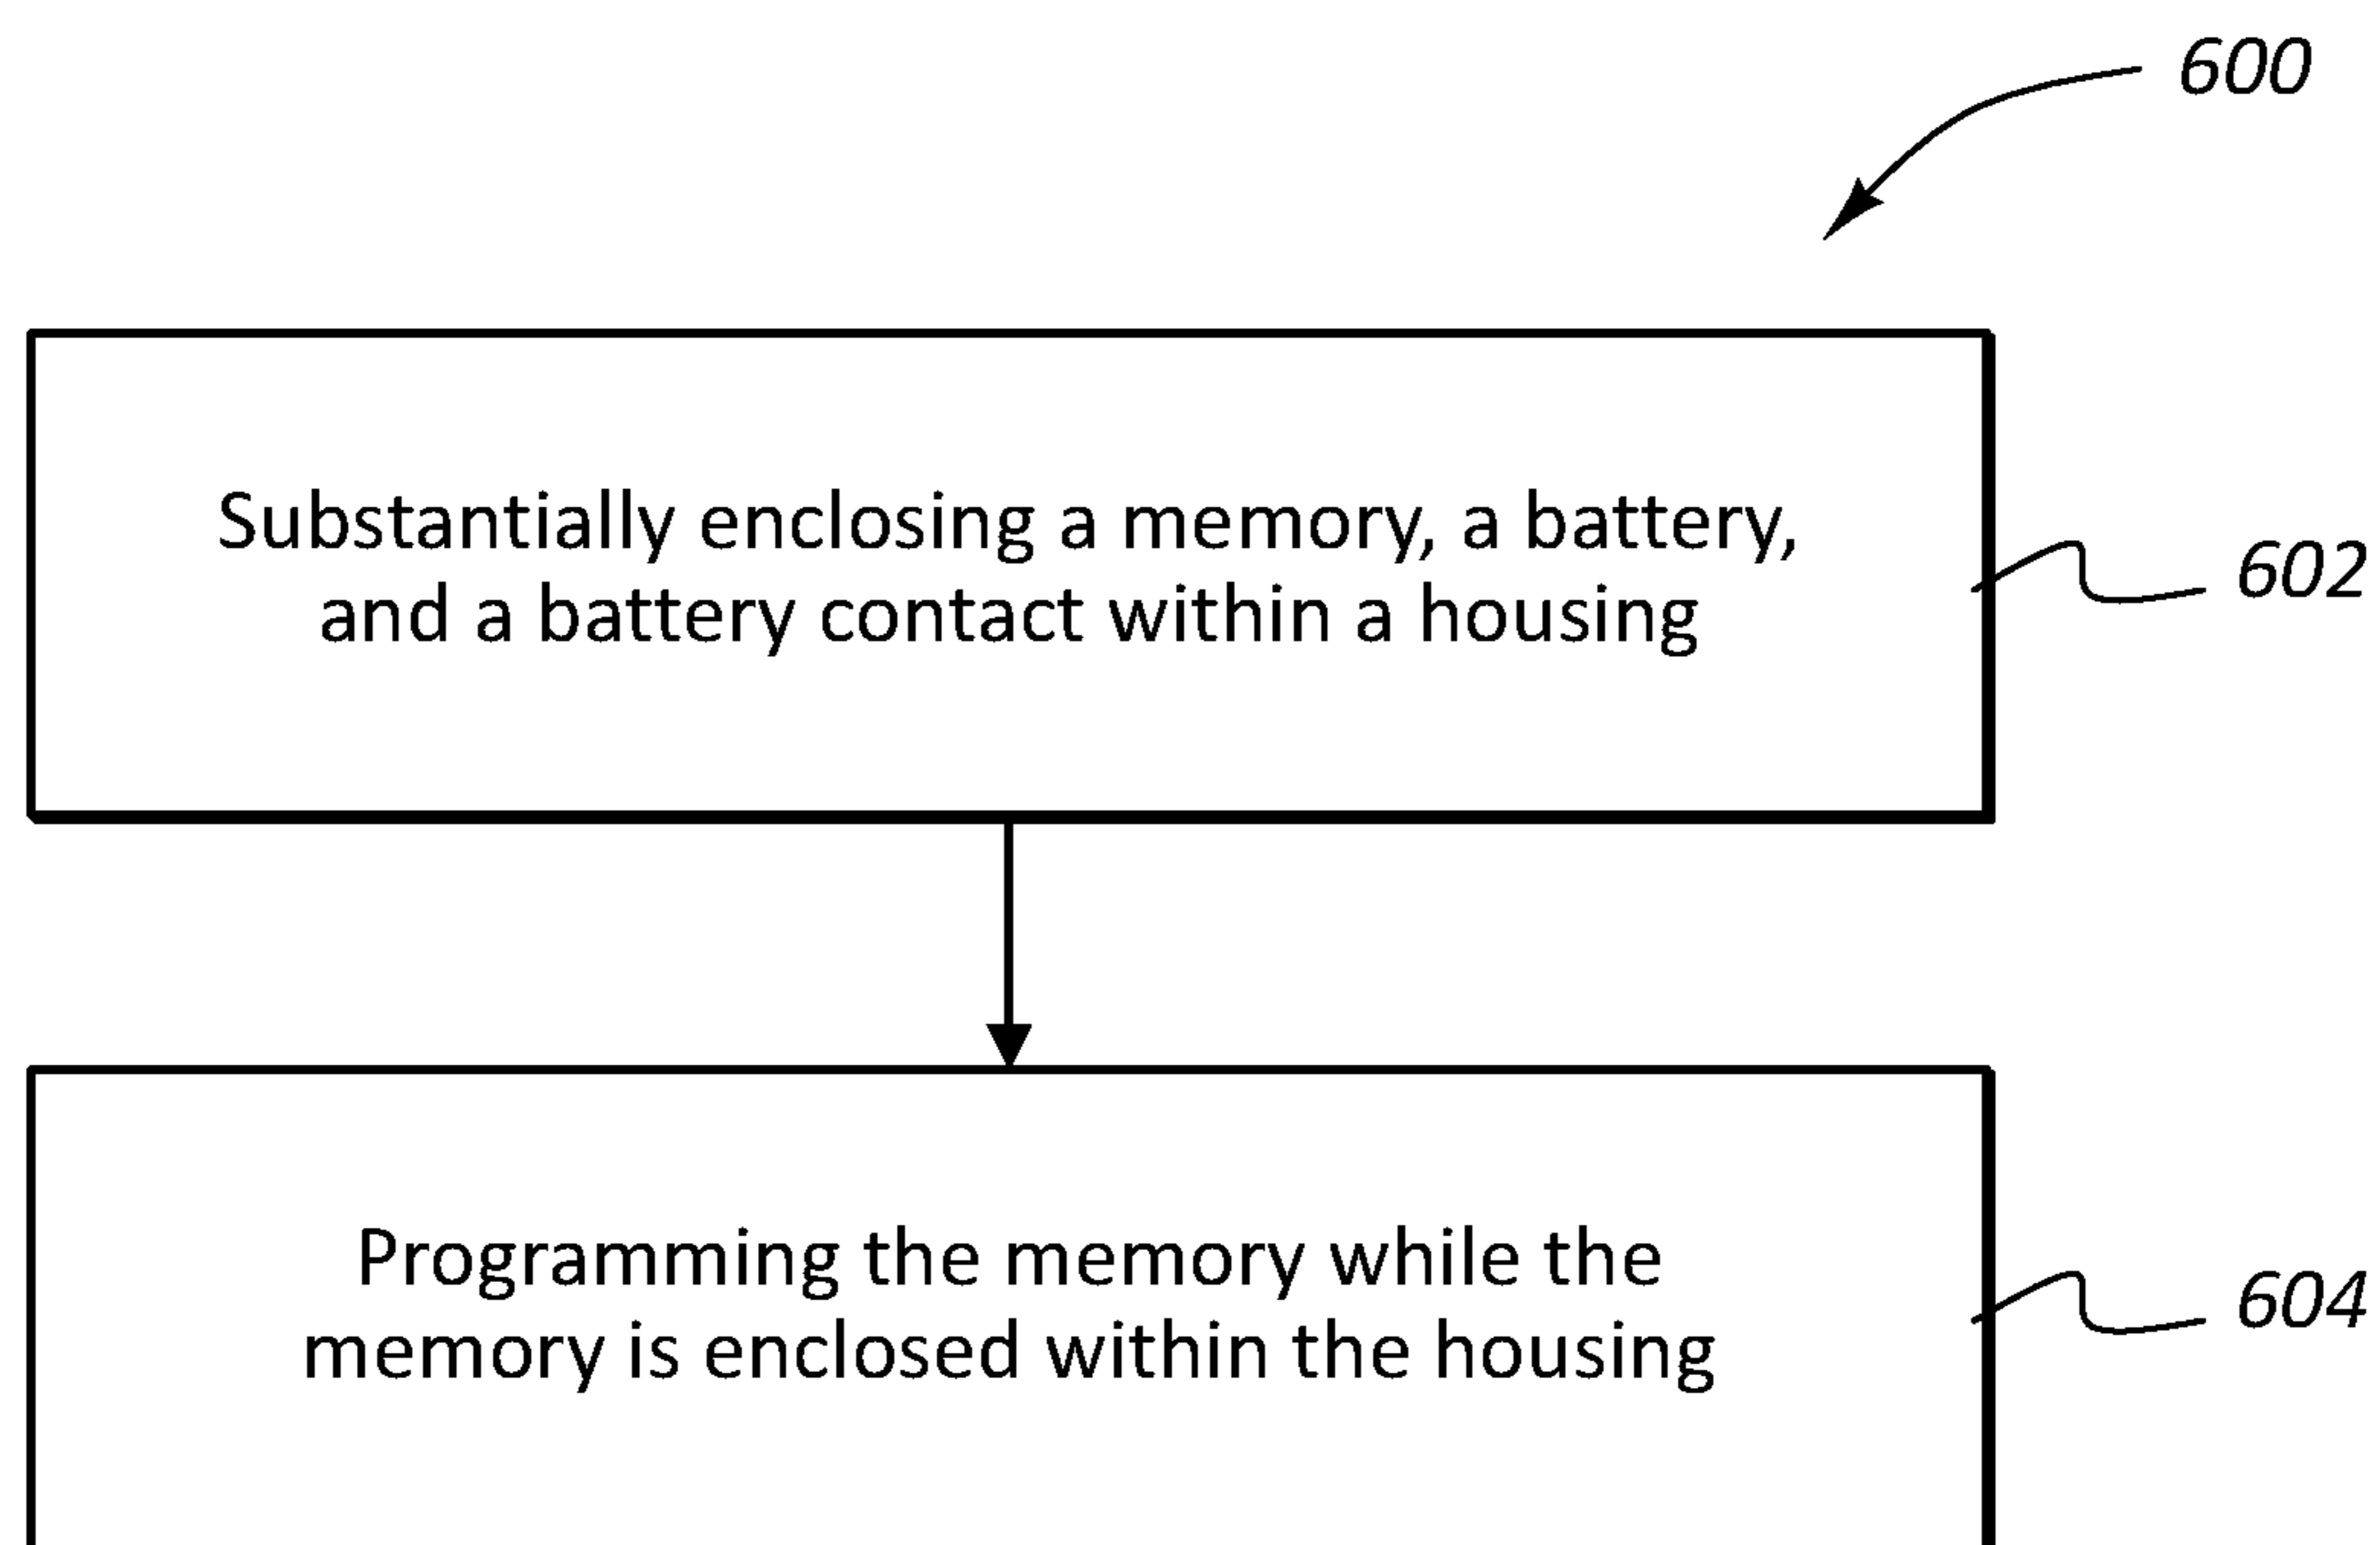 600
Substantially enclosing a memory, a battery,
and a battery contact within a housing
602
Programming the memory while the
memory is enclosed within the housing
604